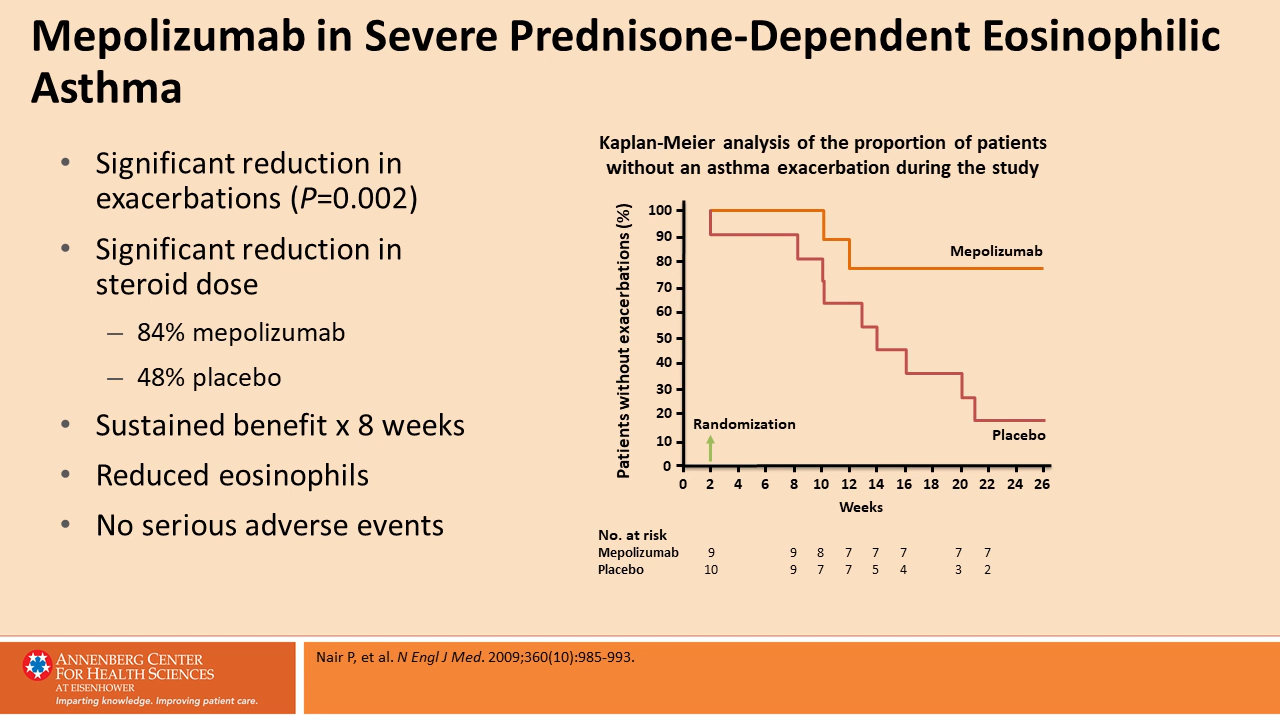 Mepolizumab in Severe Prednisone-Dependent Eosinophilic
Asthma
• Significant reduction in
exacerbations (P=0.002)
• Significant reduction in
steroid dose
– 84% mepolizumab
– 48% placebo
• Sustained benefit x 8 weeks
• Reduced eosinophils
• No serious adverse events
Kaplan-Meier analysis of the proportion of patients
without an asthma exacerbation during the study
Patients without exacerbations (%)
100
90
80
70
60
50
40
30
20
10
0
Mepolizumab
Randomization
Placebo
0 2 4 6 8 10 12 14 16 18 20 22 24 26
Weeks
No. at risk
Mepolizumab 9 9 8 7 7 7 7 7
Placebo 10 9 7 7 5 4 3 2
ANNENBERG CENTER
FOR HEALTH SCIENCES
AT EISENHOWER
Imparting knowledge. Improving patient care.
Nair P, et al. N Engl J Med. 2009;360(10):985-993.